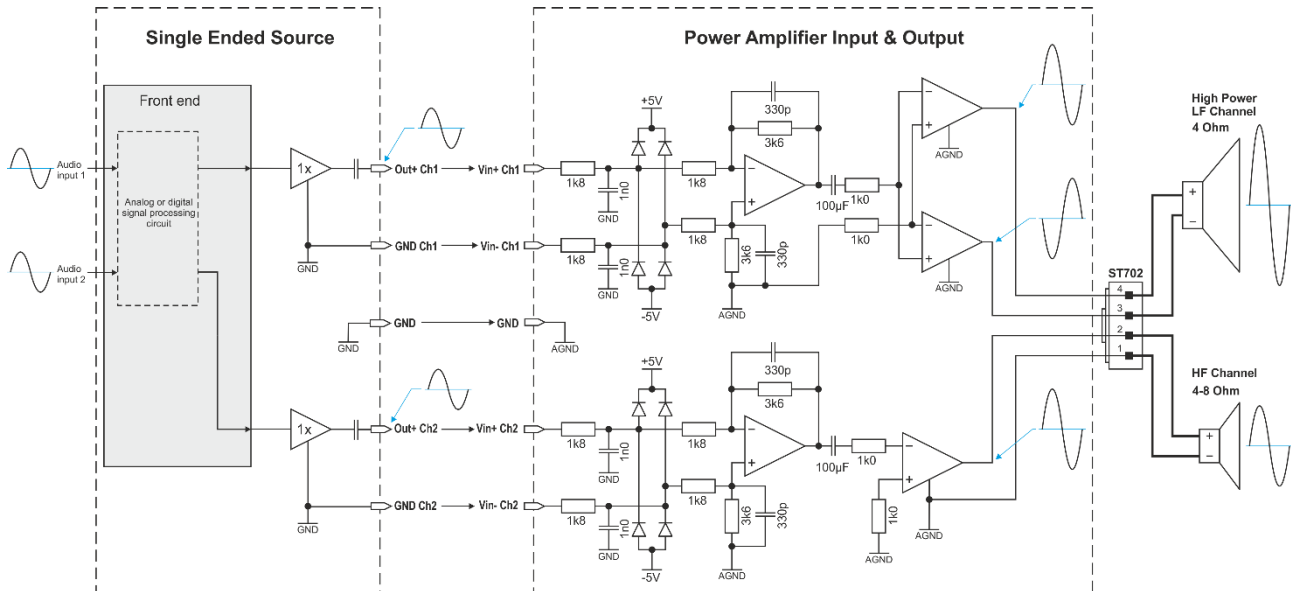 Single Ended Source
Power Amplifier Input & Output
Front end
Audio
input 1
Analog or digital
signal processing
circuit
Audio
input 2
1x
GND
Out+ Ch1
Vin+ Ch1
GND Ch1
Vin- Ch1
GND
GND
GND
AGND
1x
GND
Out+ Ch2
Vin+ Ch2
GND Ch2
Vin- Ch2
+5V
330p
3k6
1k8
1n0
GND
1k8
−
+
100µF
1k0
1k8
1n0
GND
1k8
3k6
330p
1k0
-5V
AGND
−
+
AGND
−
+
AGND
+5V
330p
3k6
1k8
1n0
GND
1k8
−
+
100µF
1k0
1k8
1n0
GND
1k8
3k6
330p
-5V
AGND
−
+
1k0
AGND
AGND
ST702
4
3
2
1
High Power
LF Channel
4 Ohm
+
−
HF Channel
4-8 Ohm
+
−